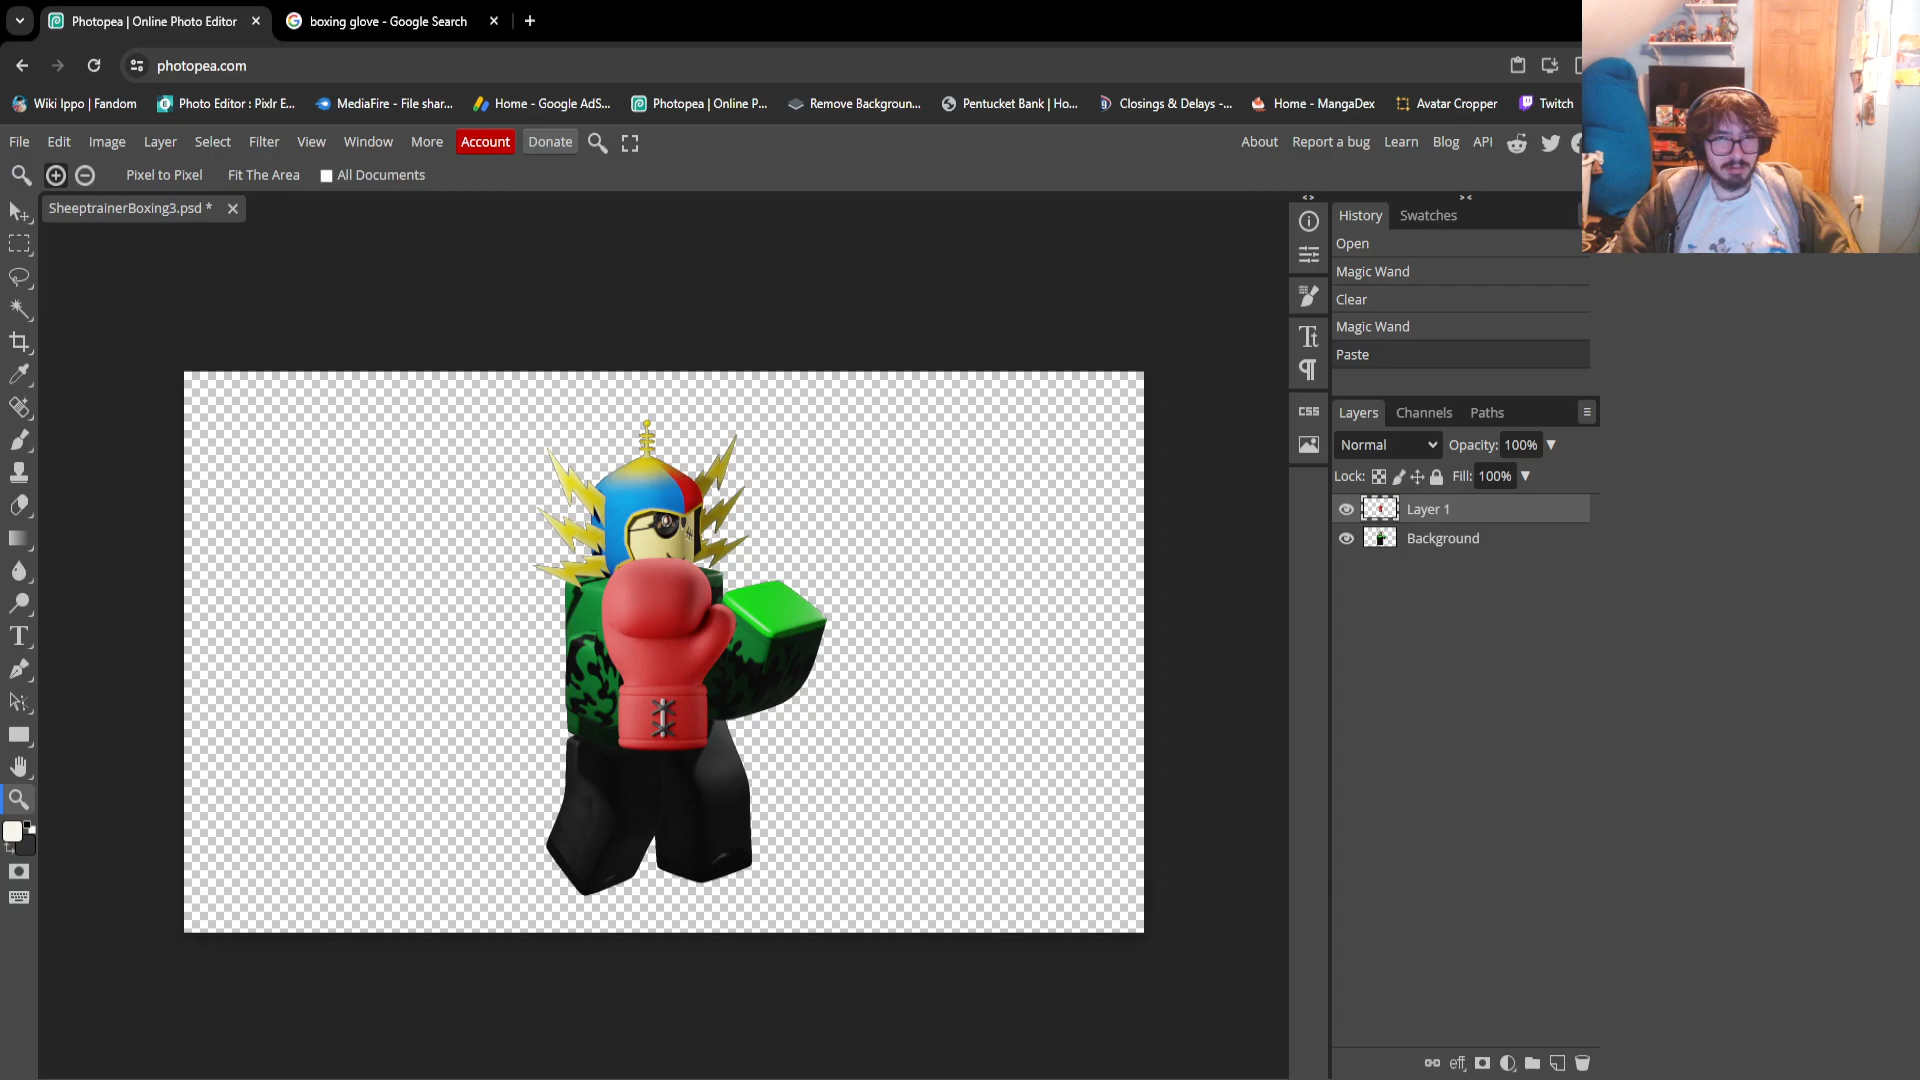 Photopea | Online Photo Editor
boxing glove - Google Search
photopea.com
Wiki Ippo | Fandom
Photo Editor : Pixlr E...
MediaFire - File shar...
Home - Google AdS...
Photopea | Online P...
Remove Backgroun...
Pentucket Bank | Ho...
Closings & Delays -...
Home - MangaDex
Avatar Cropper
Twitch
File
Edit
Image
Layer
Select
Filter
View
Window
More
Account
Donate
About
Report a bug
Learn
Blog
API
Pixel to Pixel
Fit The Area
All Documents
SheeptrainerBoxing3.psd *
History
Swatches
Open
Magic Wand
Clear
Magic Wand
Paste
CSS
Layers
Channels
Paths
Normal
Opacity: 100%
Lock:
Fill: 100%
Layer 1
Background
eff